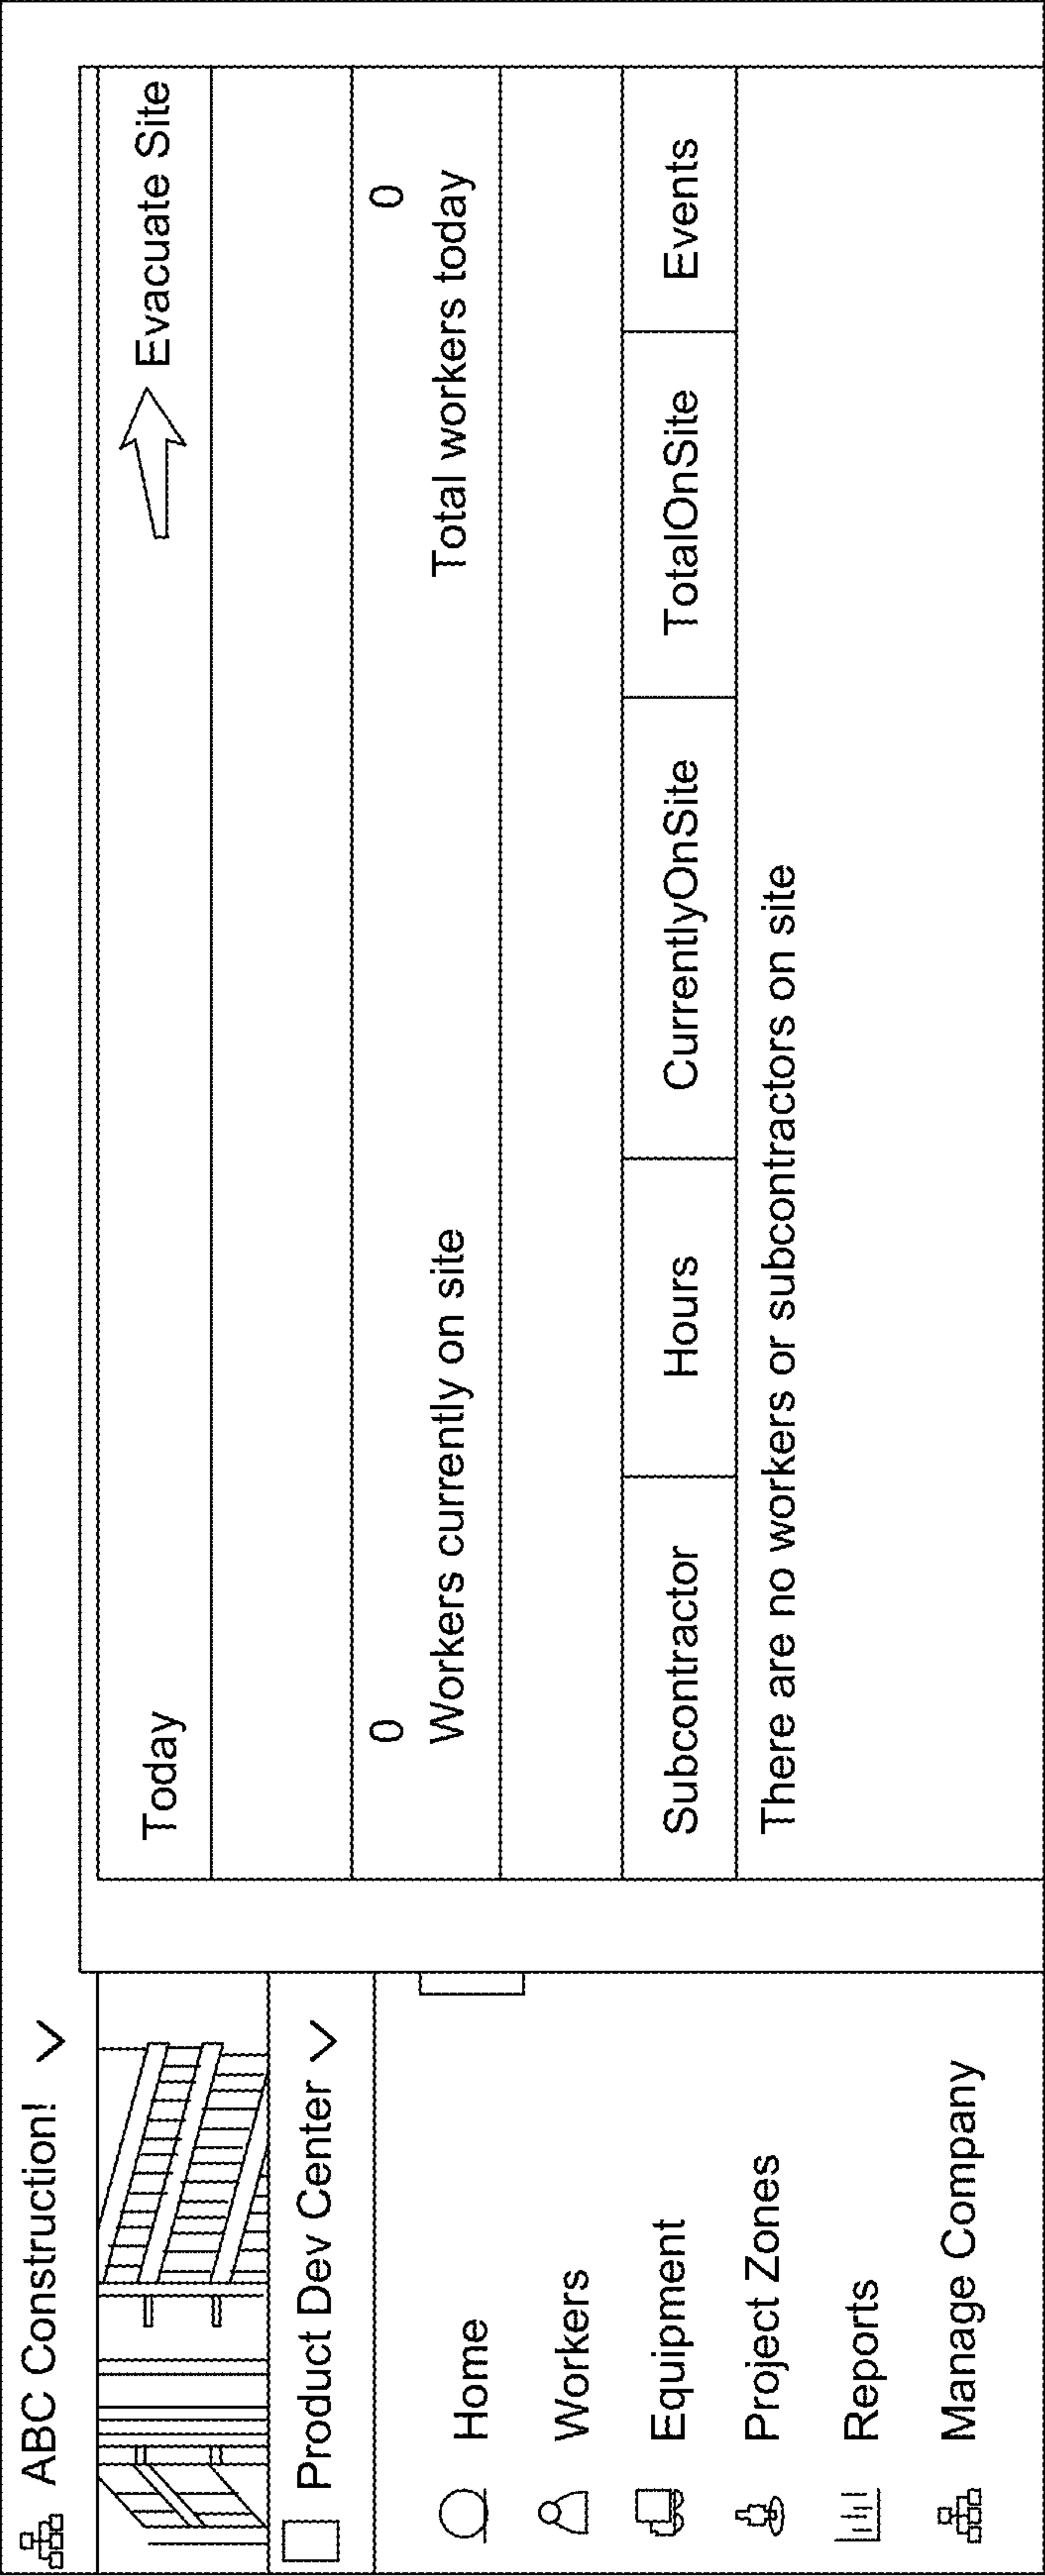 ABC Construction!
Product Dev Center
Home
Workers
Equipment
Project Zones
Reports
Manage Company
Today
Evacuate Site
0
Workers currently on site
0
Total workers today
Subcontractor
Hours
CurrentlyOnSite
TotalOnSite
Events
There are no workers or subcontractors on site